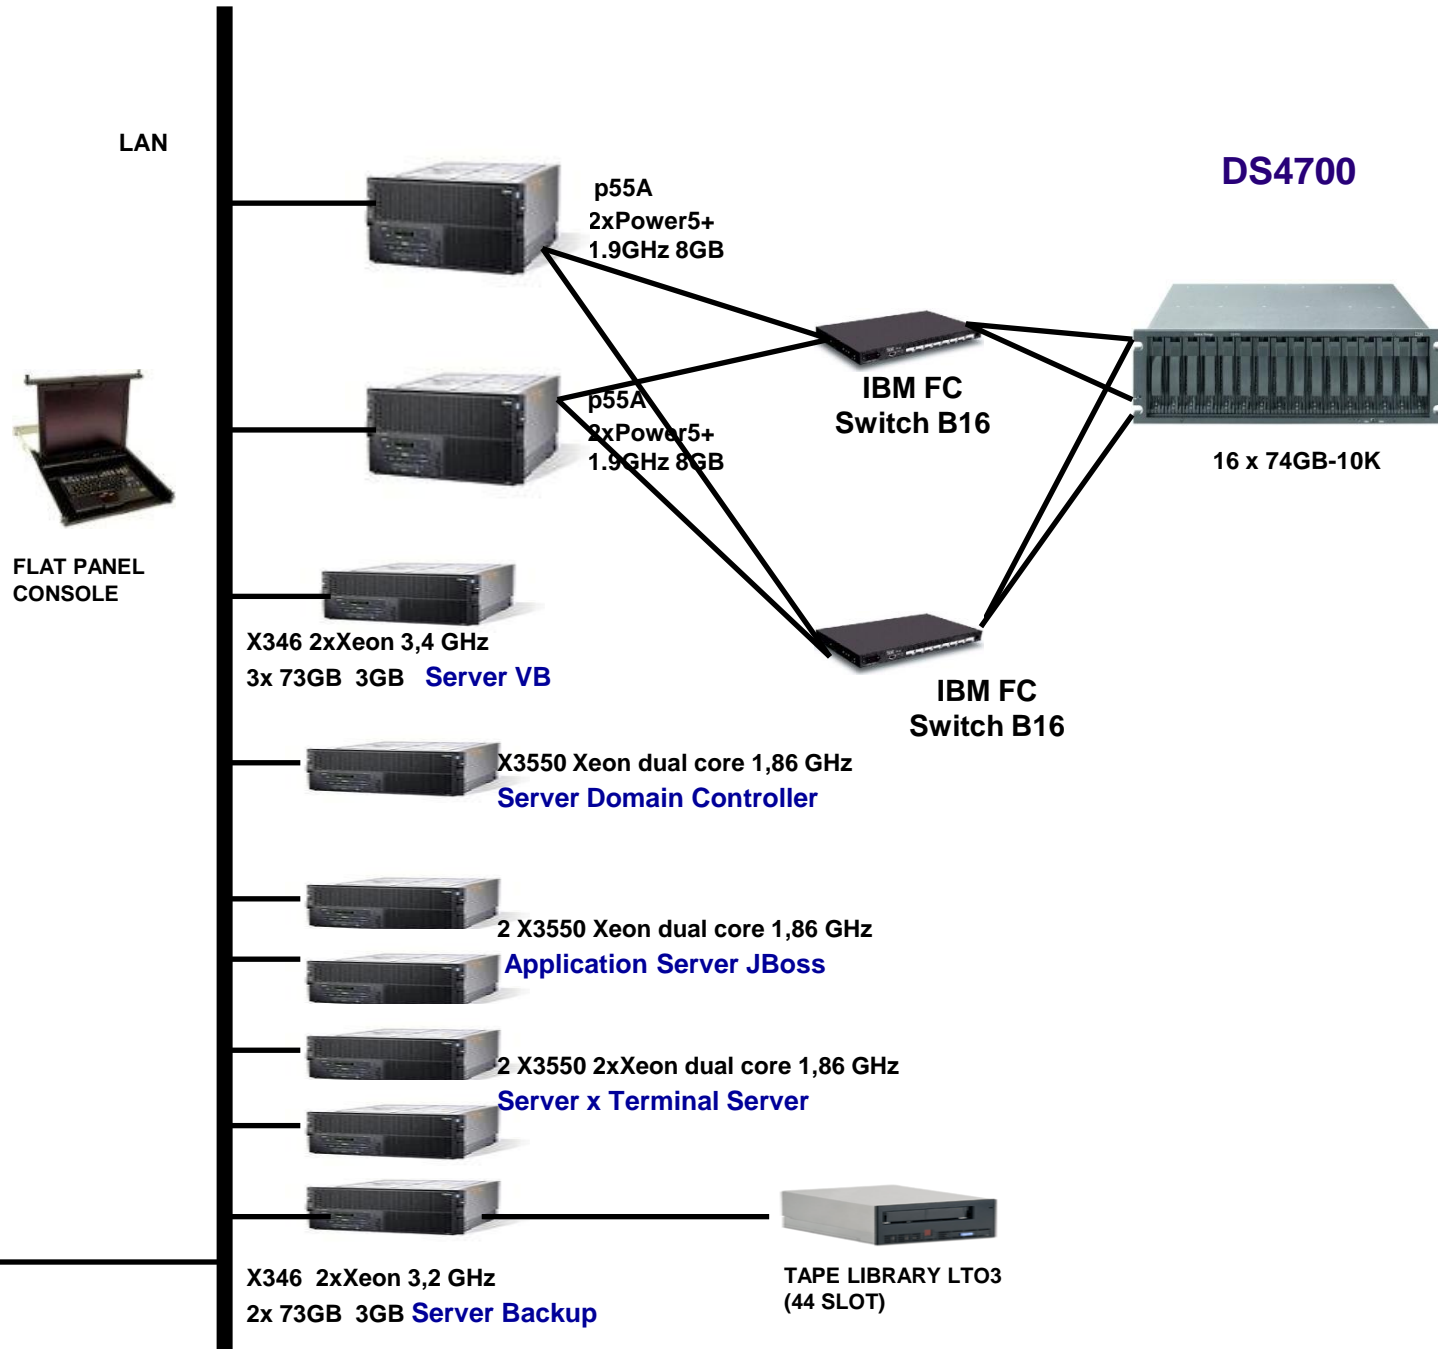 LAN
DS4700
p55A
2xPower5+
1.9GHz 8GB
IBM FC
Switch B16
p55A
2xPower5+
1.9GHz 8GB
16 x 74GB-10K
FLAT PANEL
CONSOLE
X346 2xXeon 3,4 GHz
3x 73GB 3GB Server VB
IBM FC
Switch B16
X3550 Xeon dual core 1,86 GHz
Server Domain Controller
2 X3550 Xeon dual core 1,86 GHz
Application Server JBoss
2 X3550 2xXeon dual core 1,86 GHz
Server x Terminal Server
X346 2xXeon 3,2 GHz
2x 73GB 3GB Server Backup
TAPE LIBRARY LTO3
(44 SLOT)